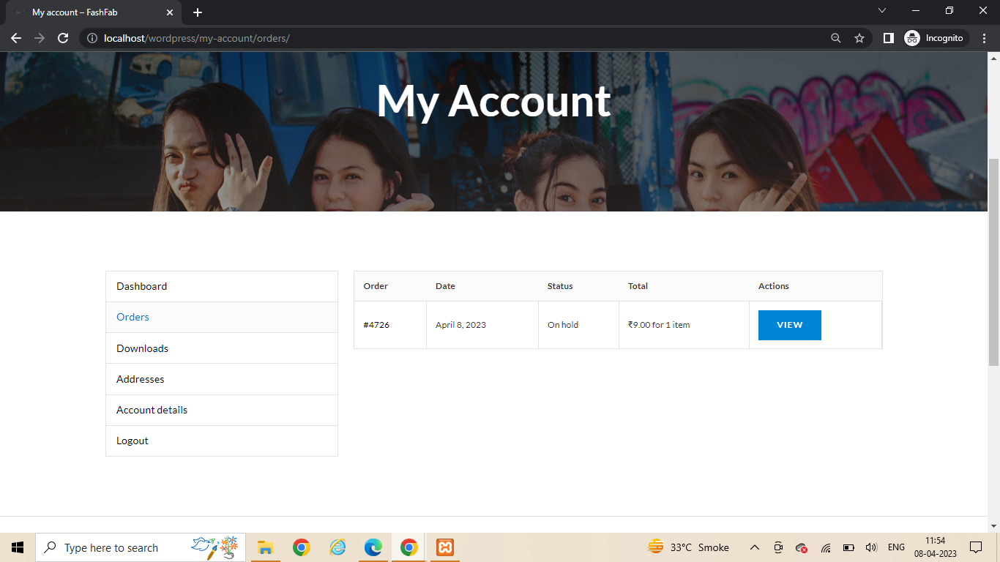 My account – FashFab
localhost/wordpress/my-account/orders/
Incognito
My Account
Dashboard
Orders
Downloads
Addresses
Account details
Logout
Order Date Status Total Actions
#4726 April 8, 2023 On hold ₹9.00 for 1 item VIEW
Type here to search
33°C Smoke
ENG
11:54
08-04-2023